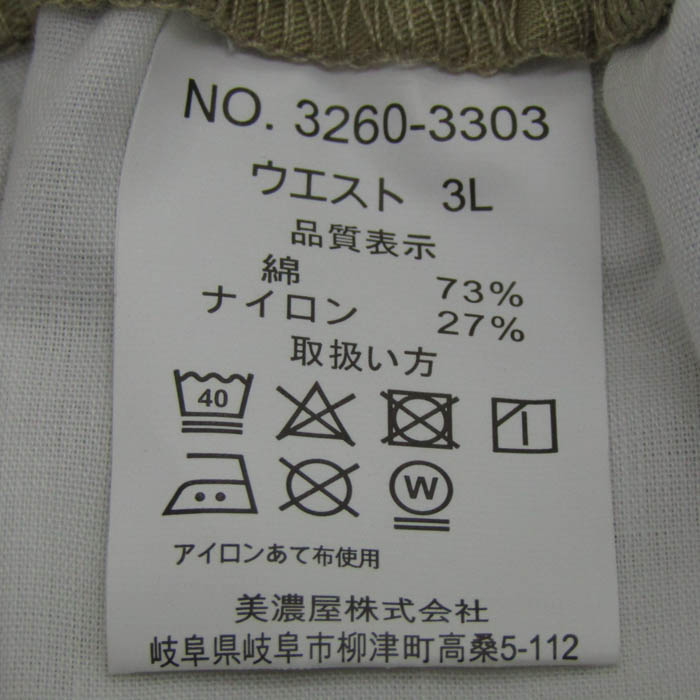 NO. 3260-3303
ウエスト 3L
品質表示
綿 73%
ナイロン 27%
取扱い方
40
W
アイロンあて布使用
美濃屋株式会社
岐阜県岐阜市柳津町高桑5-112